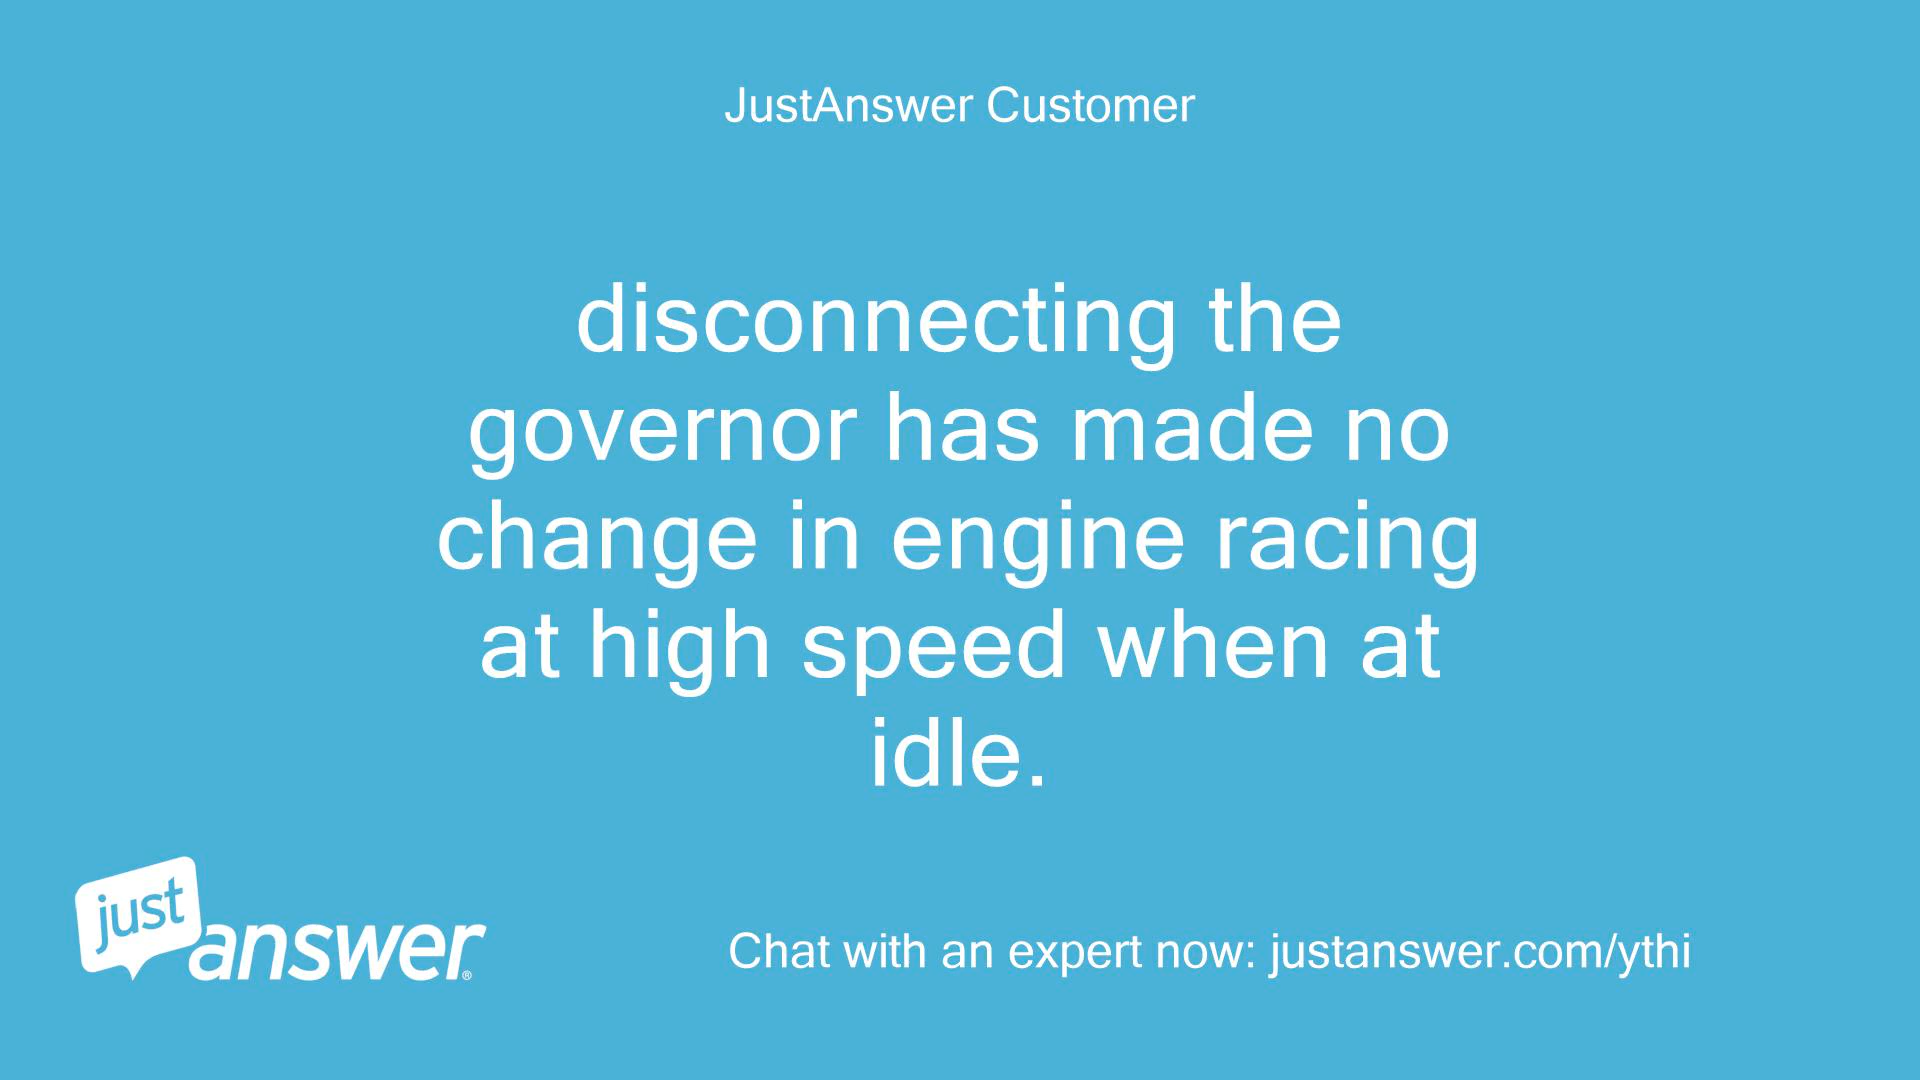 JustAnswer Customer
disconnecting the
governor has made no
change in engine racing
at high speed when at
idle.
just
answer®
Chat with an expert now: justanswer.com/ythi